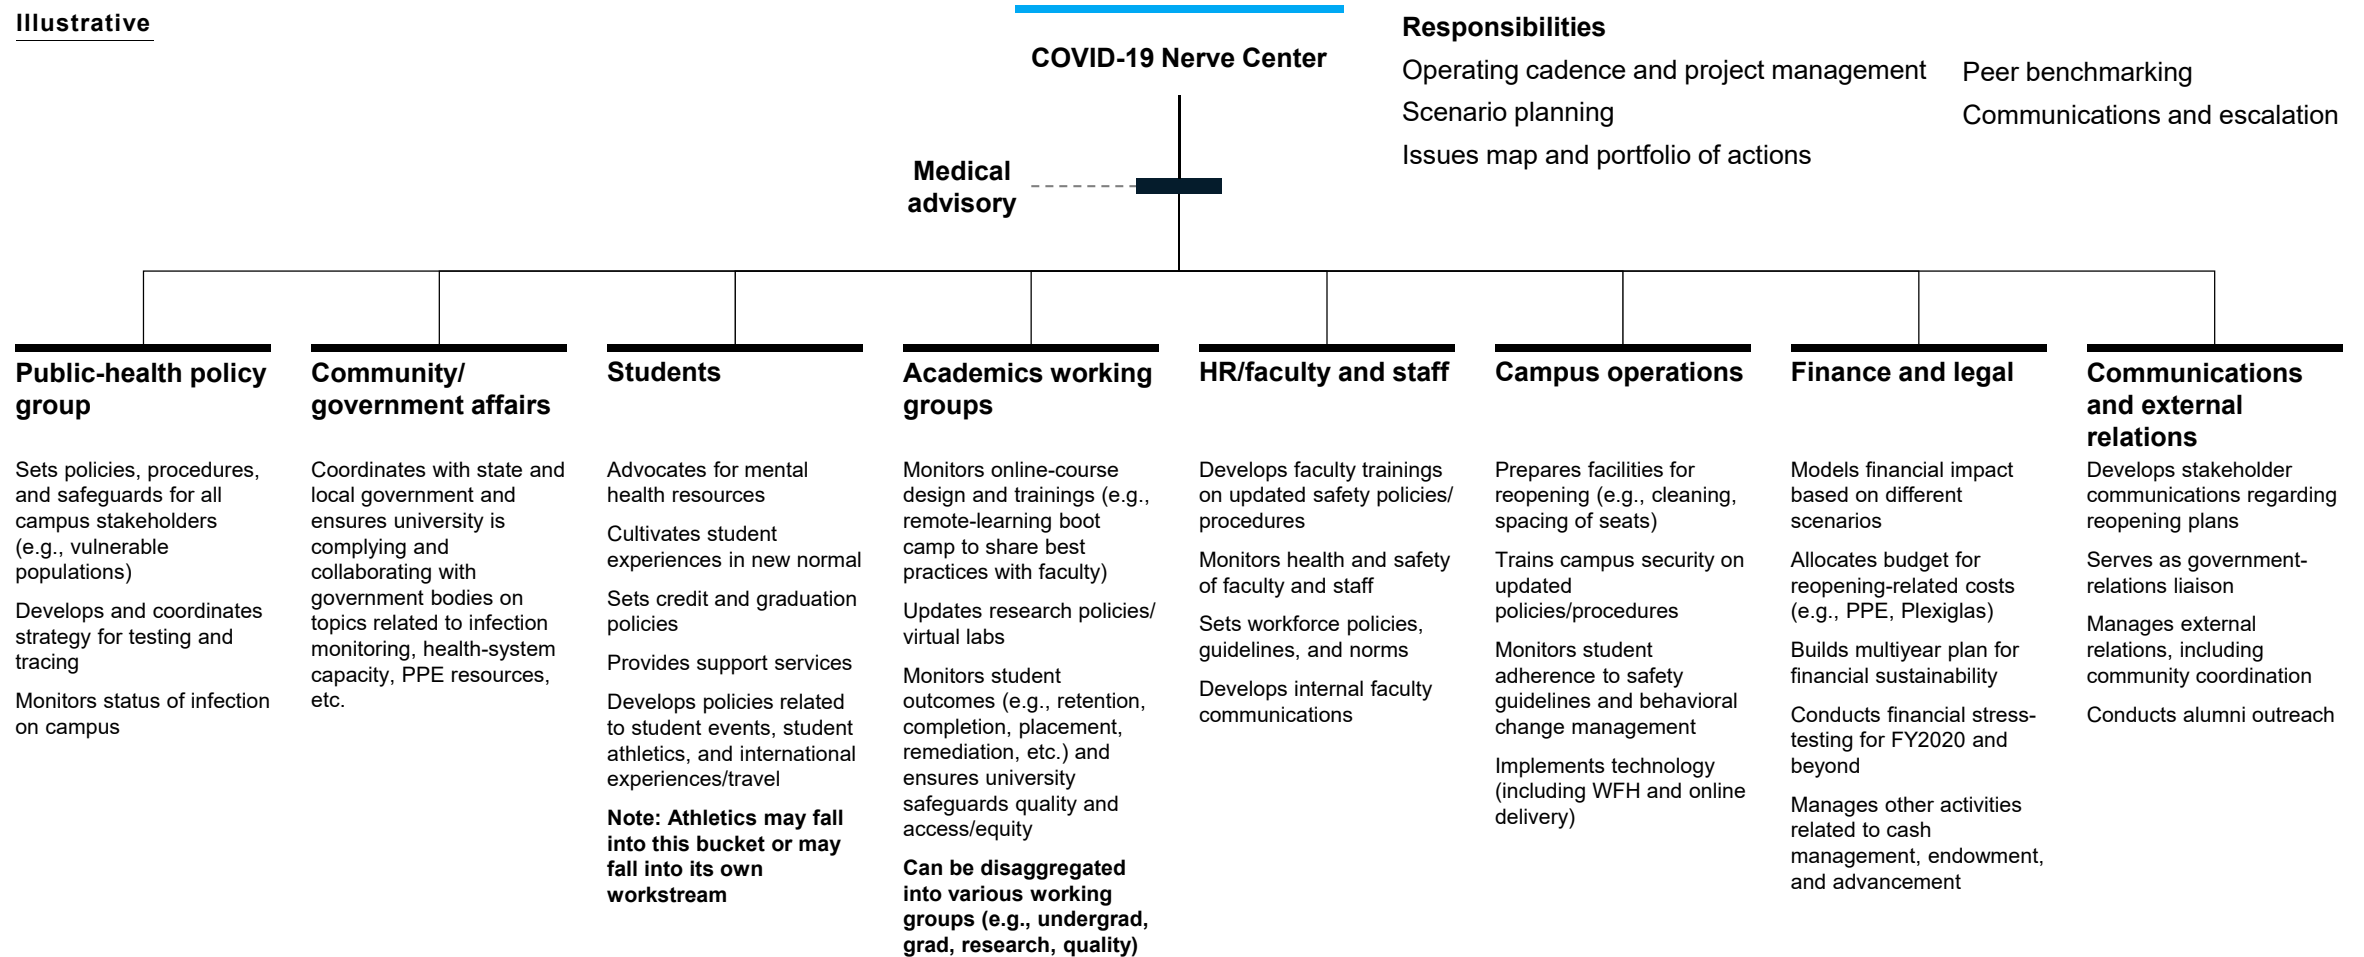 Illustrative
COVID-19 Nerve Center
Responsibilities
Operating cadence and project management
Scenario planning
Issues map and portfolio of actions
Peer benchmarking
Communications and escalation
Medical
advisory
Public-health policy
group
Sets policies, procedures,
and safeguards for all
campus stakeholders
(e.g., vulnerable
populations)
Develops and coordinates
strategy for testing and
tracing
Monitors status of infection
on campus
Community/
government affairs
Coordinates with state and
local government and
ensures university is
complying and
collaborating with
government bodies on
topics related to infection
monitoring, health-system
capacity, PPE resources,
etc.
Students
Advocates for mental
health resources
Cultivates student
experiences in new normal
Sets credit and graduation
policies
Provides support services
Develops policies related
to student events, student
athletics, and international
experiences/travel
Note: Athletics may fall
into this bucket or may
fall into its own
workstream
Academics working
groups
Monitors online-course
design and trainings (e.g.,
remote-learning boot
camp to share best
practices with faculty)
Updates research policies/
virtual labs
Monitors student
outcomes (e.g., retention,
completion, placement,
remediation, etc.) and
ensures university
safeguards quality and
access/equity
Can be disaggregated
into various working
groups (e.g., undergrad,
grad, research, quality)
HR/faculty and staff
Develops faculty trainings
on updated safety policies/
procedures
Monitors health and safety
of faculty and staff
Sets workforce policies,
guidelines, and norms
Develops internal faculty
communications
Campus operations
Prepares facilities for
reopening (e.g., cleaning,
spacing of seats)
Trains campus security on
updated
policies/procedures
Monitors student
adherence to safety
guidelines and behavioral
change management
Implements technology
(including WFH and online
delivery)
Finance and legal
Models financial impact
based on different
scenarios
Allocates budget for
reopening-related costs
(e.g., PPE, Plexiglas)
Builds multiyear plan for
financial sustainability
Conducts financial stress-
testing for FY2020 and
beyond
Manages other activities
related to cash
management, endowment,
and advancement
Communications
and external
relations
Develops stakeholder
communications regarding
reopening plans
Serves as government-
relations liaison
Manages external
relations, including
community coordination
Conducts alumni outreach